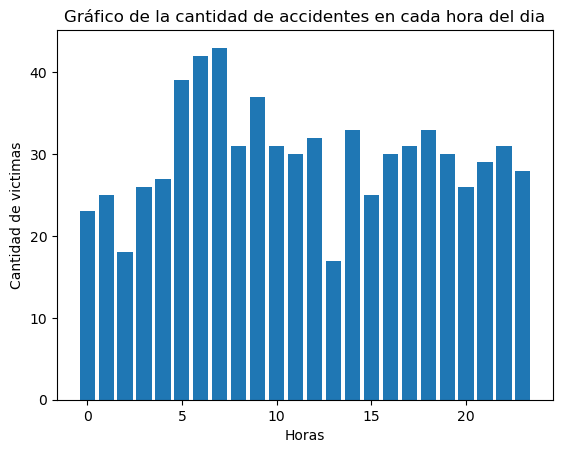 Gráfico de la cantidad de accidentes en cada hora del dia
Cantidad de victimas
40
30
20
10
0
0 5 10 15 20
Horas